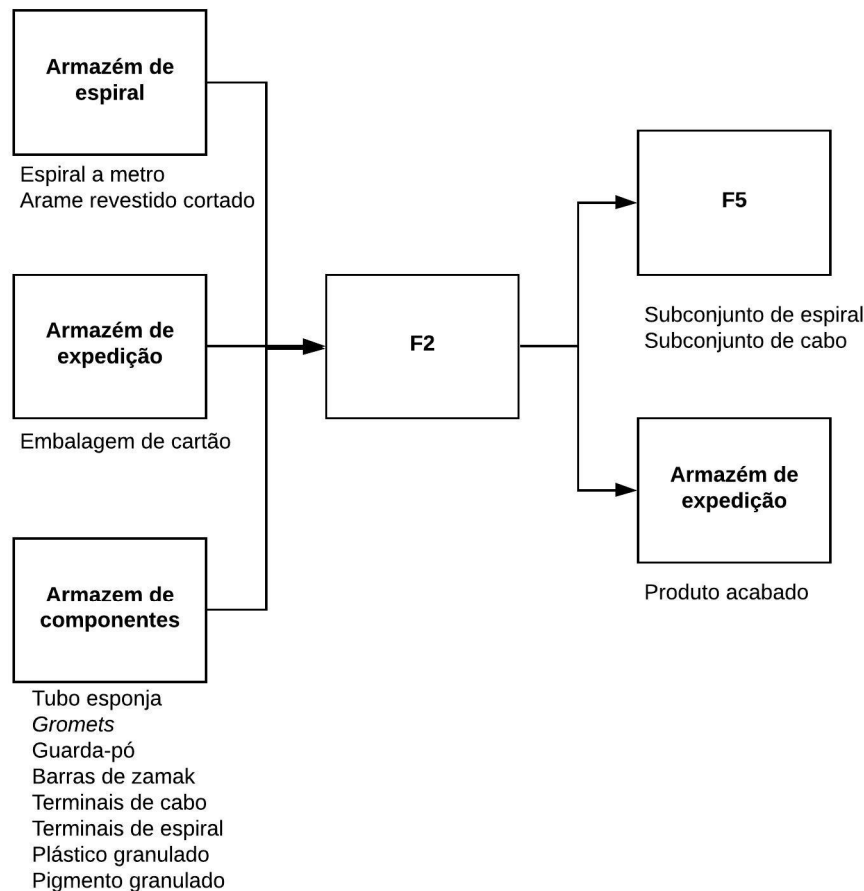 Armazém de
espiral
Espiral a metro
Arame revestido cortado
Armazém de
expedição
Embalagem de cartão
Armazem de
componentes
Tubo esponja
Gromets
Guarda-pó
Barras de zamak
Terminais de cabo
Terminais de espiral
Plástico granulado
Pigmento granulado
F2
F5
Subconjunto de espiral
Subconjunto de cabo
Armazém de
expedição
Produto acabado